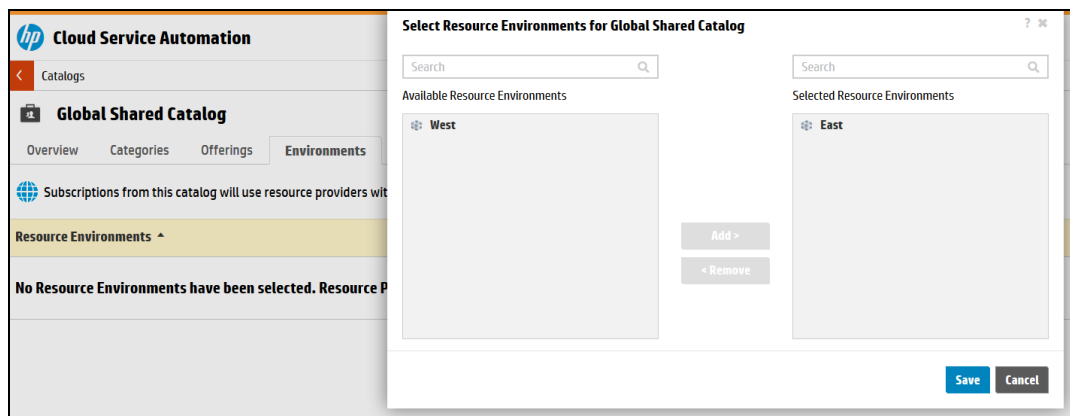 hp Cloud Service Automation
Catalogs
Global Shared Catalog
Overview Categories Offerings Environments
Subscriptions from this catalog will use resource providers wit
Resource Environments
No Resource Environments have been selected. Resource P
Select Resource Environments for Global Shared Catalog ?
Search Search
Available Resource Environments Selected Resource Environments
West East
Add >
< Remove
Save Cancel